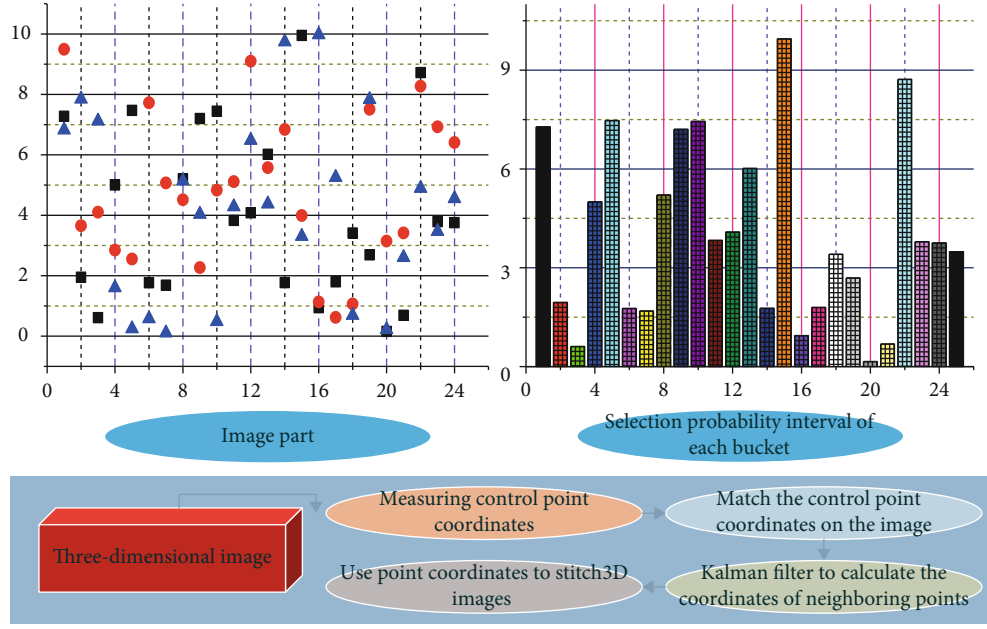 10
8
6
4
2
0
0 4 8 12 16 20 24
Image part
9
6
3
0
0 4 8 12 16 20 24
Selection probability interval of
each bucket
Three-dimensional image
Measuring control point
coordinates
Match the control point
coordinates on the image
Use point coordinates to stitch3D
images
Kalman filter to calculate the
coordinates of neighboring points